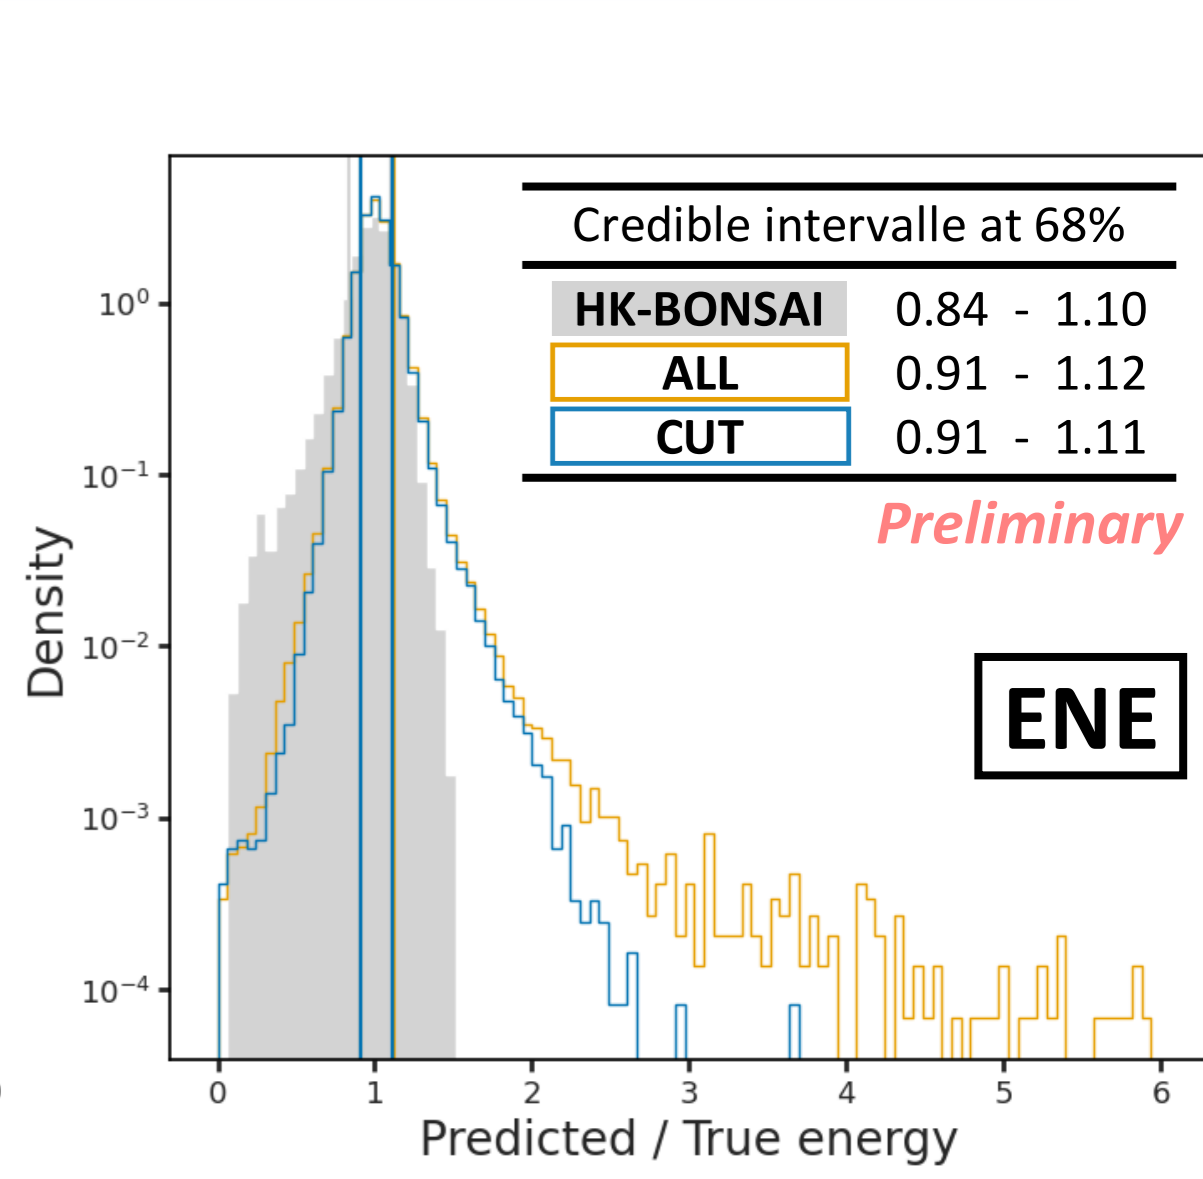 Credible intervalle at 68%
HK-BONSAI 0.84 - 1.10
ALL 0.91 - 1.12
CUT 0.91 - 1.11
Preliminary
ENE
Density
10⁰
10⁻¹
10⁻²
10⁻³
10⁻⁴
0 1 2 3 4 5 6
Predicted / True energy